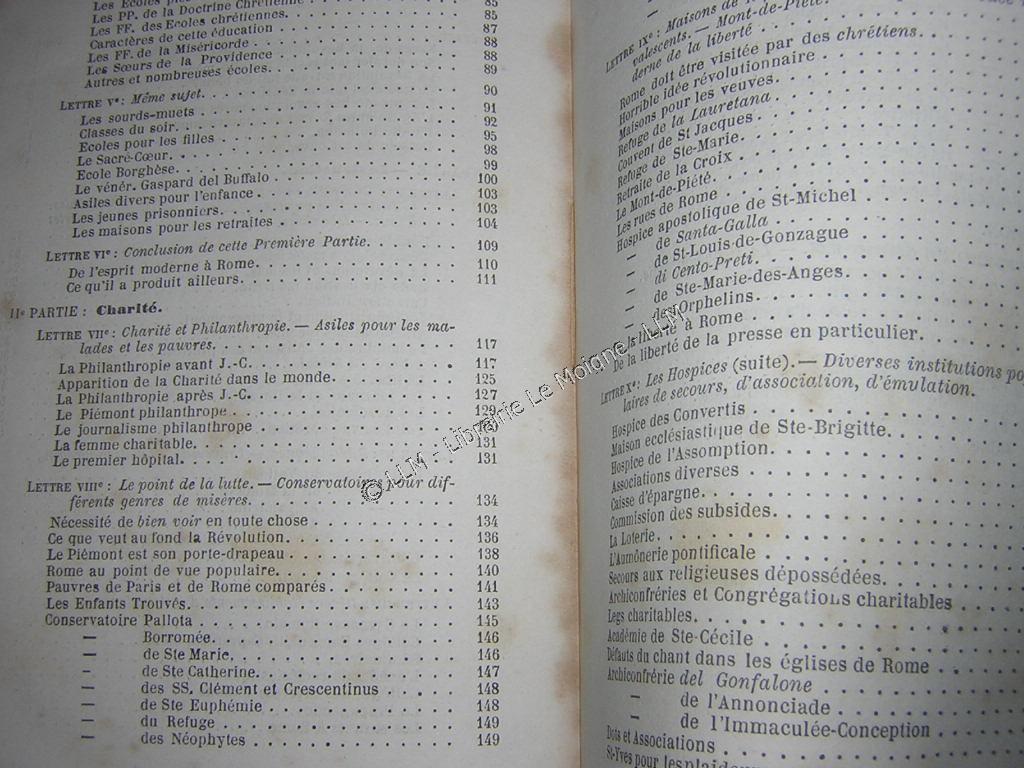 Les PP. de la Doctrine Chrétienne . . . 85
Les FF. des Ecoles chrétiennes. . . . 85
Caractères de cette éducation . . . . 87
Les FF. de la Miséricorde . . . . 88
Les Sœurs de la Providence . . . . 88
Autres et nombreuses écoles. . . . . 89
LETTRE Ve : Même sujet. . . . . 90
Les sourds-muets . . . . 91
Classes du soir. . . . . 92
Ecoles pour les filles . . . . 95
Le Sacré-Cœur. . . . . 98
Ecole Borghèse. . . . . 99
Le vénér. Gaspard del Buffalo . . . . 100
Asiles divers pour l'enfance . . . . 103
Les jeunes prisonniers. . . . . 103
Les maisons pour les retraites . . . . 104
LETTRE VIe : Conclusion de cette Première Partie. . . . . 109
De l'esprit moderne à Rome. . . . . 110
Ce qu'il a produit ailleurs. . . . . 111
IIe PARTIE : Charité.
LETTRE VIIe : Charité et Philanthropie. — Asiles pour les ma-
lades et les pauvres. . . . . 117
La Philanthropie avant J.-C. . . . . 117
Apparition de la Charité dans le monde. . . . . 125
La Philanthropie après J.-C. . . . . 127
Le Piémont philanthrope . . . . 129
Le journalisme philanthrope . . . .
La femme charitable. . . . . 131
Le premier hôpital. . . . . 131
LETTRE VIIIe : Le point de la lutte. — Conservatoires pour dif-
férents genres de misères. . . . . 134
Nécessité de bien voir en toute chose . . . . 134
Ce que veut au fond la Révolution. . . . . 136
Le Piémont est son porte-drapeau . . . . 138
Rome au point de vue populaire. . . . . 140
Pauvres de Paris et de Rome comparés . . . . 141
Les Enfants Trouvés. . . . . 143
Conservatoire Pallota . . . . 145
— Borromée. . . . . 146
— de Ste Marie. . . . . 146
— de Ste Catherine. . . . . 147
— des SS. Clément et Crescentinus . . . . 148
— de Ste Euphémie . . . . 148
— du Refuge . . . . 149
— des Néophytes . . . . 149
LETTRE IXe : Maisons de
valescents. — Mont-de-Piété.
derne de la liberté
Rome doit être visitée par des chrétiens.
Horrible idée révolutionnaire
Maisons pour les veuves.
Refuge de la Lauretana
Couvent de St Jacques
Refuge de Ste-Marie.
Retraite de la Croix
Le Mont-de-Piété.
Les rues de Rome
Hospice apostolique de St-Michel
— de Santa-Galla
— de St-Louis-de-Gonzague
— di Cento-Preti.
— de Ste-Marie-des-Anges.
— des Orphelins.
la liberté à Rome
De la liberté de la presse en particulier.
LETTRE Xe : Les Hospices (suite). — Diverses institutions po
laires de secours, d'association, d'émulation.
Hospice des Convertis
Maison ecclésiastique de Ste-Brigitte.
Hospice de l'Assomption.
Associations diverses
Caisse d'épargne.
Commission des subsides.
La Loterie.
L'Aumônerie pontificale
Secours aux religieuses dépossédées.
Archiconfréries et Congrégations charitables
Legs charitables.
Académie de Ste-Cécile
Défauts du chant dans les églises de Rome
Archiconfrérie del Gonfalone
— de l'Annonciade
— de l'Immaculée-Conception
Dots et Associations
St-Yves pour les
© LLM - Librairie Le Moigne - LLM